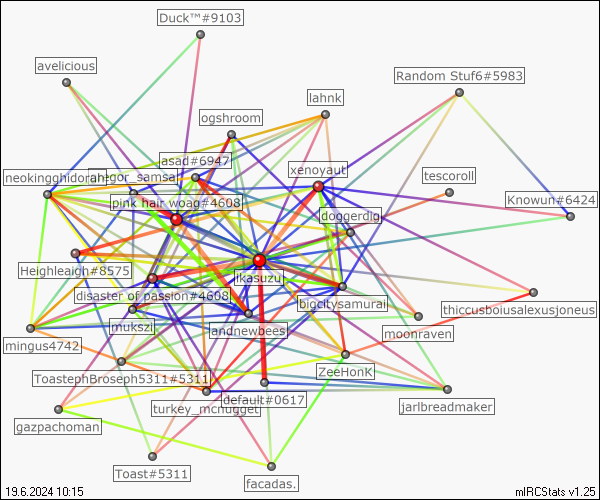 Duck™#9103
avelicious
Random Stuf6#5983
lahnk
ogshroom
asad#6947
xenoyaut
tescoroll
neokingghidorah
gregor_samsa
Knowun#6424
pink hair woag#4608
doggerdig
Heighleaigh#8575
ikasuzu
disaster of passion#4608
bigcitysamurai
thiccusboiusalexusjoneus
mukszi
andnewbees
moonraven
mingus4742
ZeeHonK
ToastephBroseph5311#5311
default#0617
turkey_mcnugget
jarlbreadmaker
gazpachoman
Toast#5311
facadas.
19.6.2024 10:15
mIRCStats v1.25